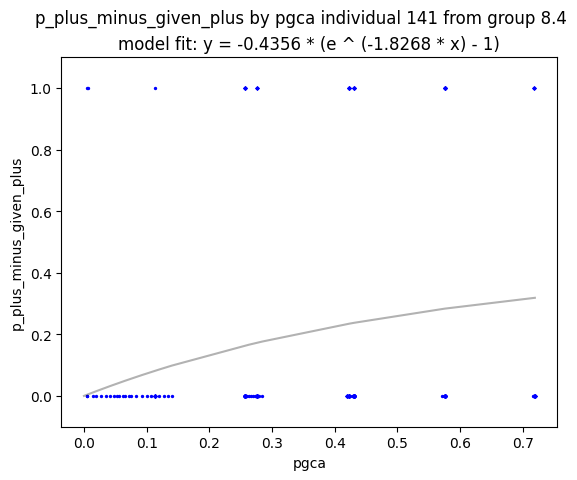 p_plus_minus_given_plus by pgca individual 141 from group 8.4
model fit: y = -0.4356 * (e ^ (-1.8268 * x) - 1)
1.0
0.8
0.6
0.4
0.2
0.0
p_plus_minus_given_plus
0.0 0.1 0.2 0.3 0.4 0.5 0.6 0.7
pgca